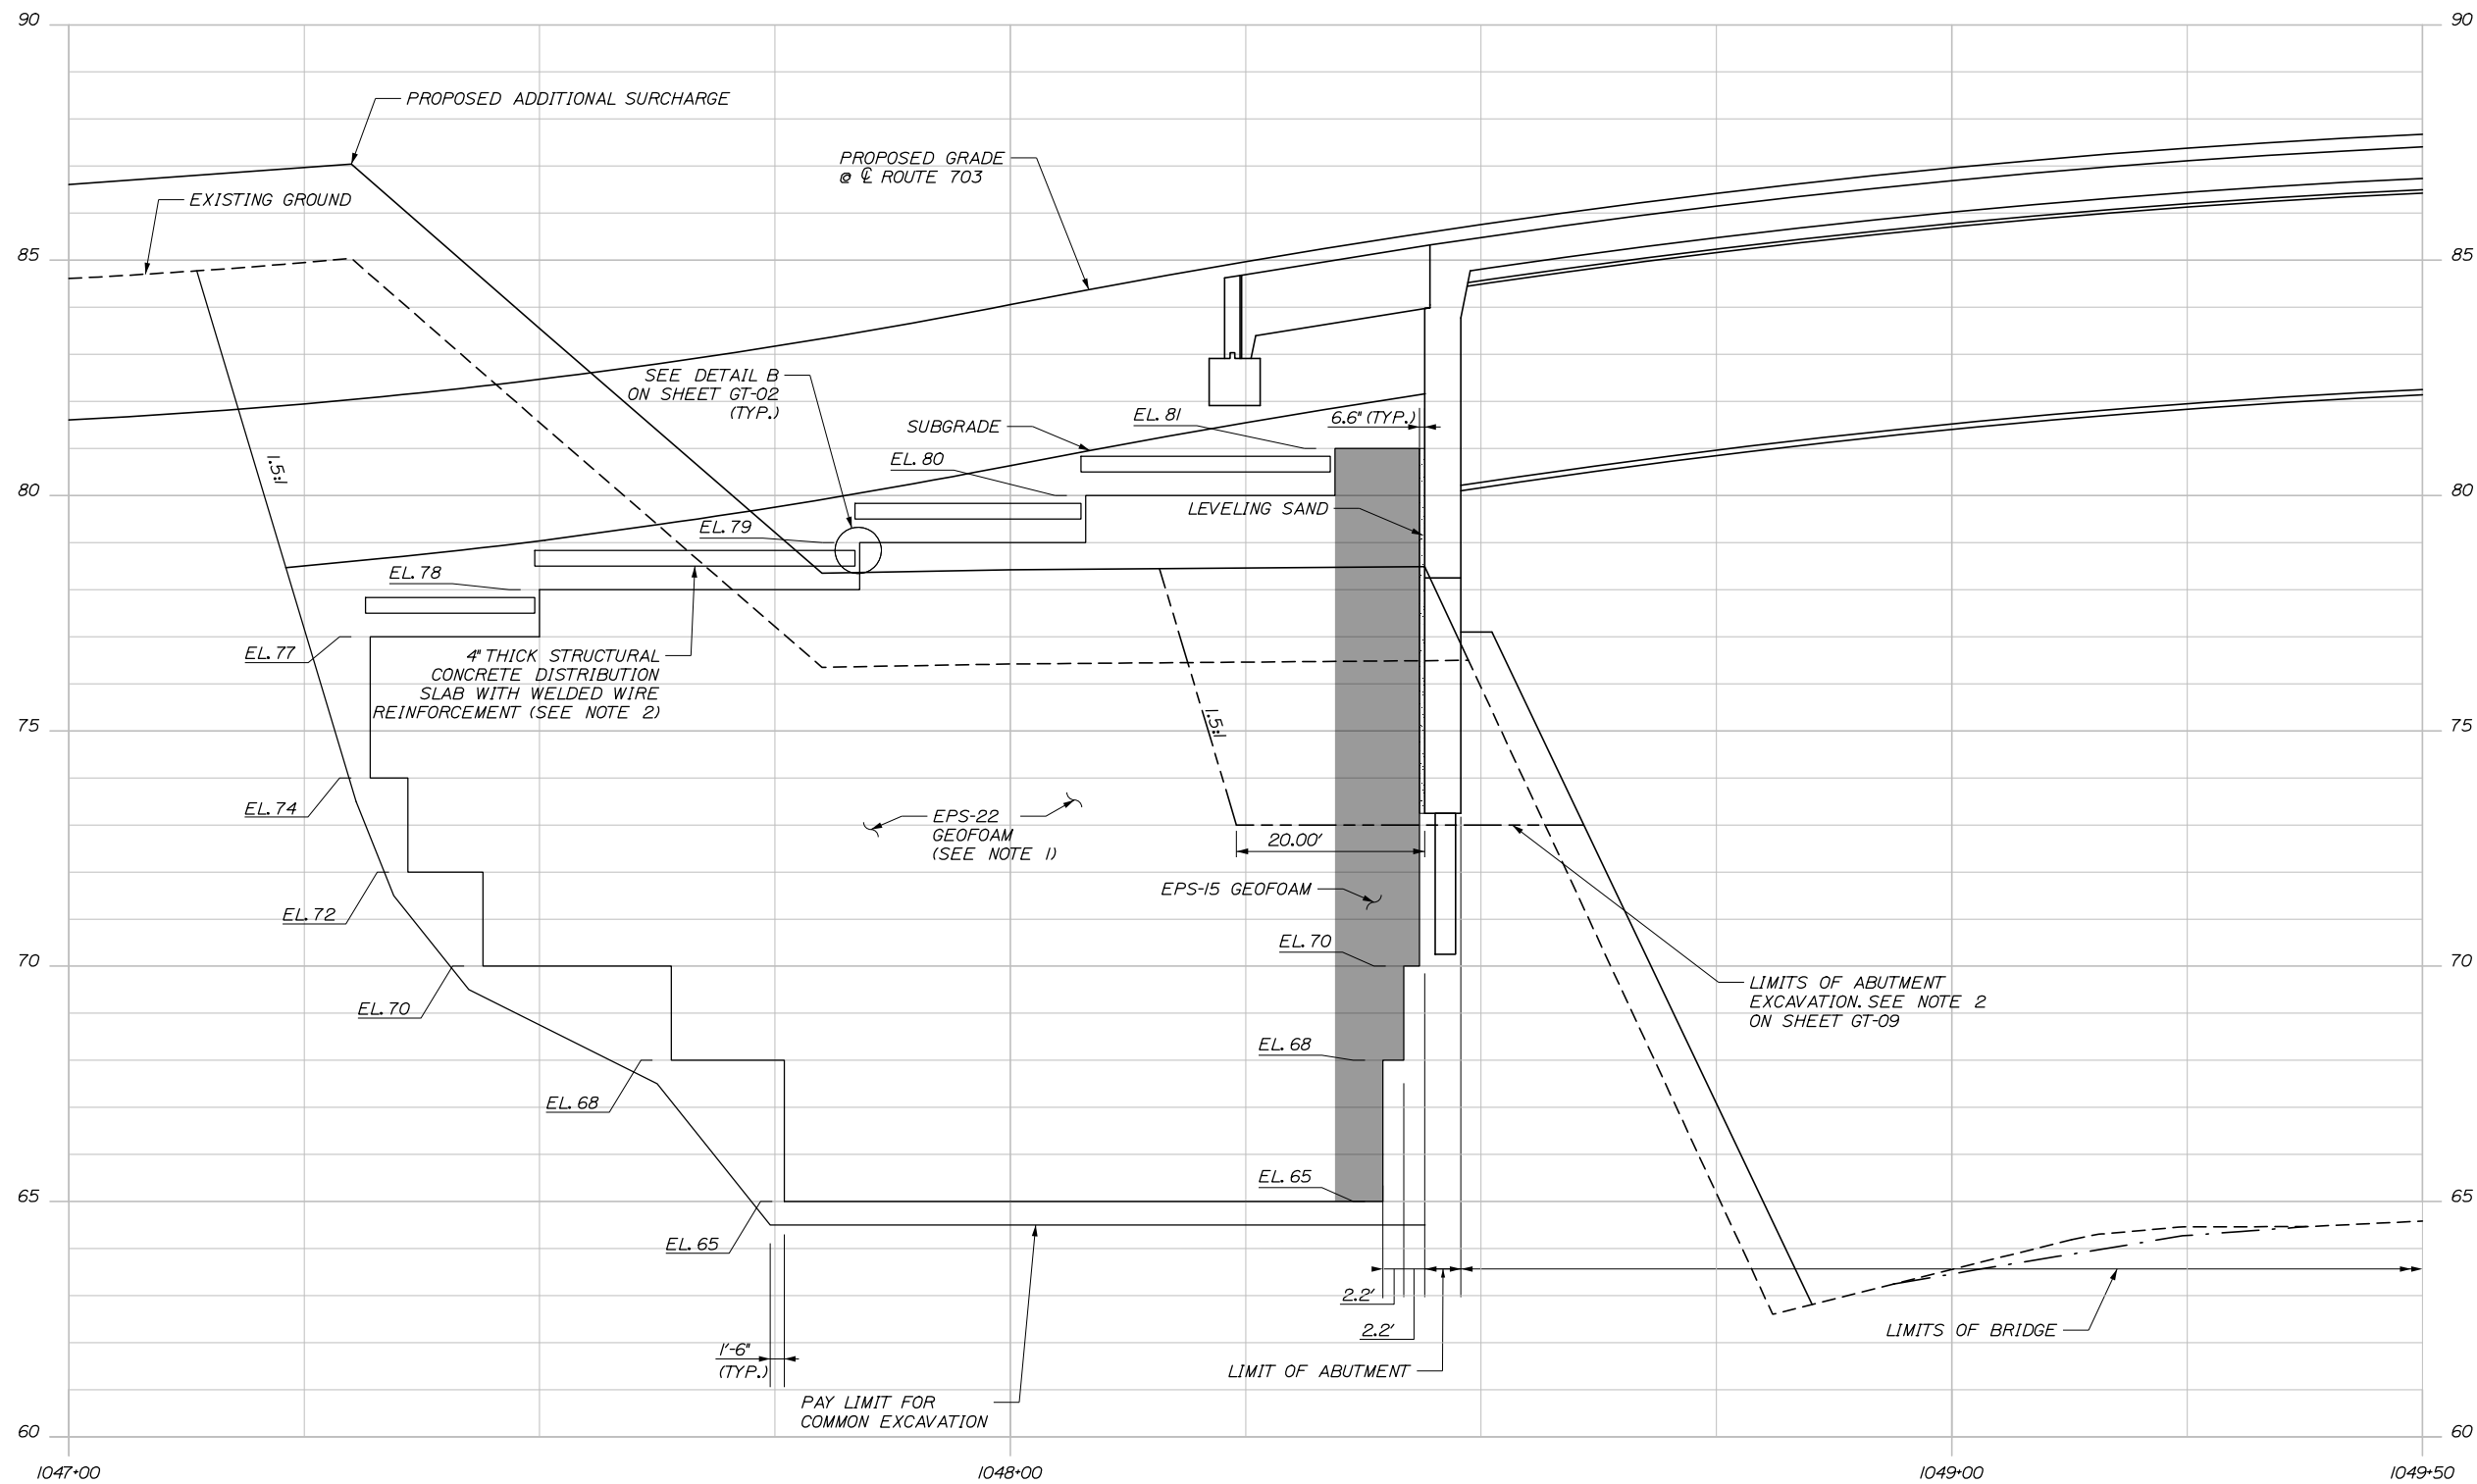 90
90
PROPOSED ADDITIONAL SURCHARGE
PROPOSED GRADE
@ ℄ ROUTE 703
EXISTING GROUND
85
85
SEE DETAIL B
ON SHEET GT-02
(TYP.)
EL. 81
6.6" (TYP.)
SUBGRADE
EL. 80
1.5:1
80
80
LEVELING SAND
EL. 79
EL. 78
EL. 77
4" THICK STRUCTURAL
CONCRETE DISTRIBUTION
SLAB WITH WELDED WIRE
REINFORCEMENT (SEE NOTE 2)
1.5:1
75
75
EL. 74
EPS-22
GEOFOAM
(SEE NOTE 1)
20.00'
EPS-15 GEOFOAM
EL. 72
EL. 70
70
70
LIMITS OF ABUTMENT
EXCAVATION. SEE NOTE 2
ON SHEET GT-09
EL. 70
EL. 68
EL. 68
EL. 65
65
65
EL. 65
2.2'
2.2'
LIMITS OF BRIDGE
1'-6"
(TYP.)
LIMIT OF ABUTMENT
PAY LIMIT FOR
COMMON EXCAVATION
60
60
1047+00
1048+00
1049+00
1049+50